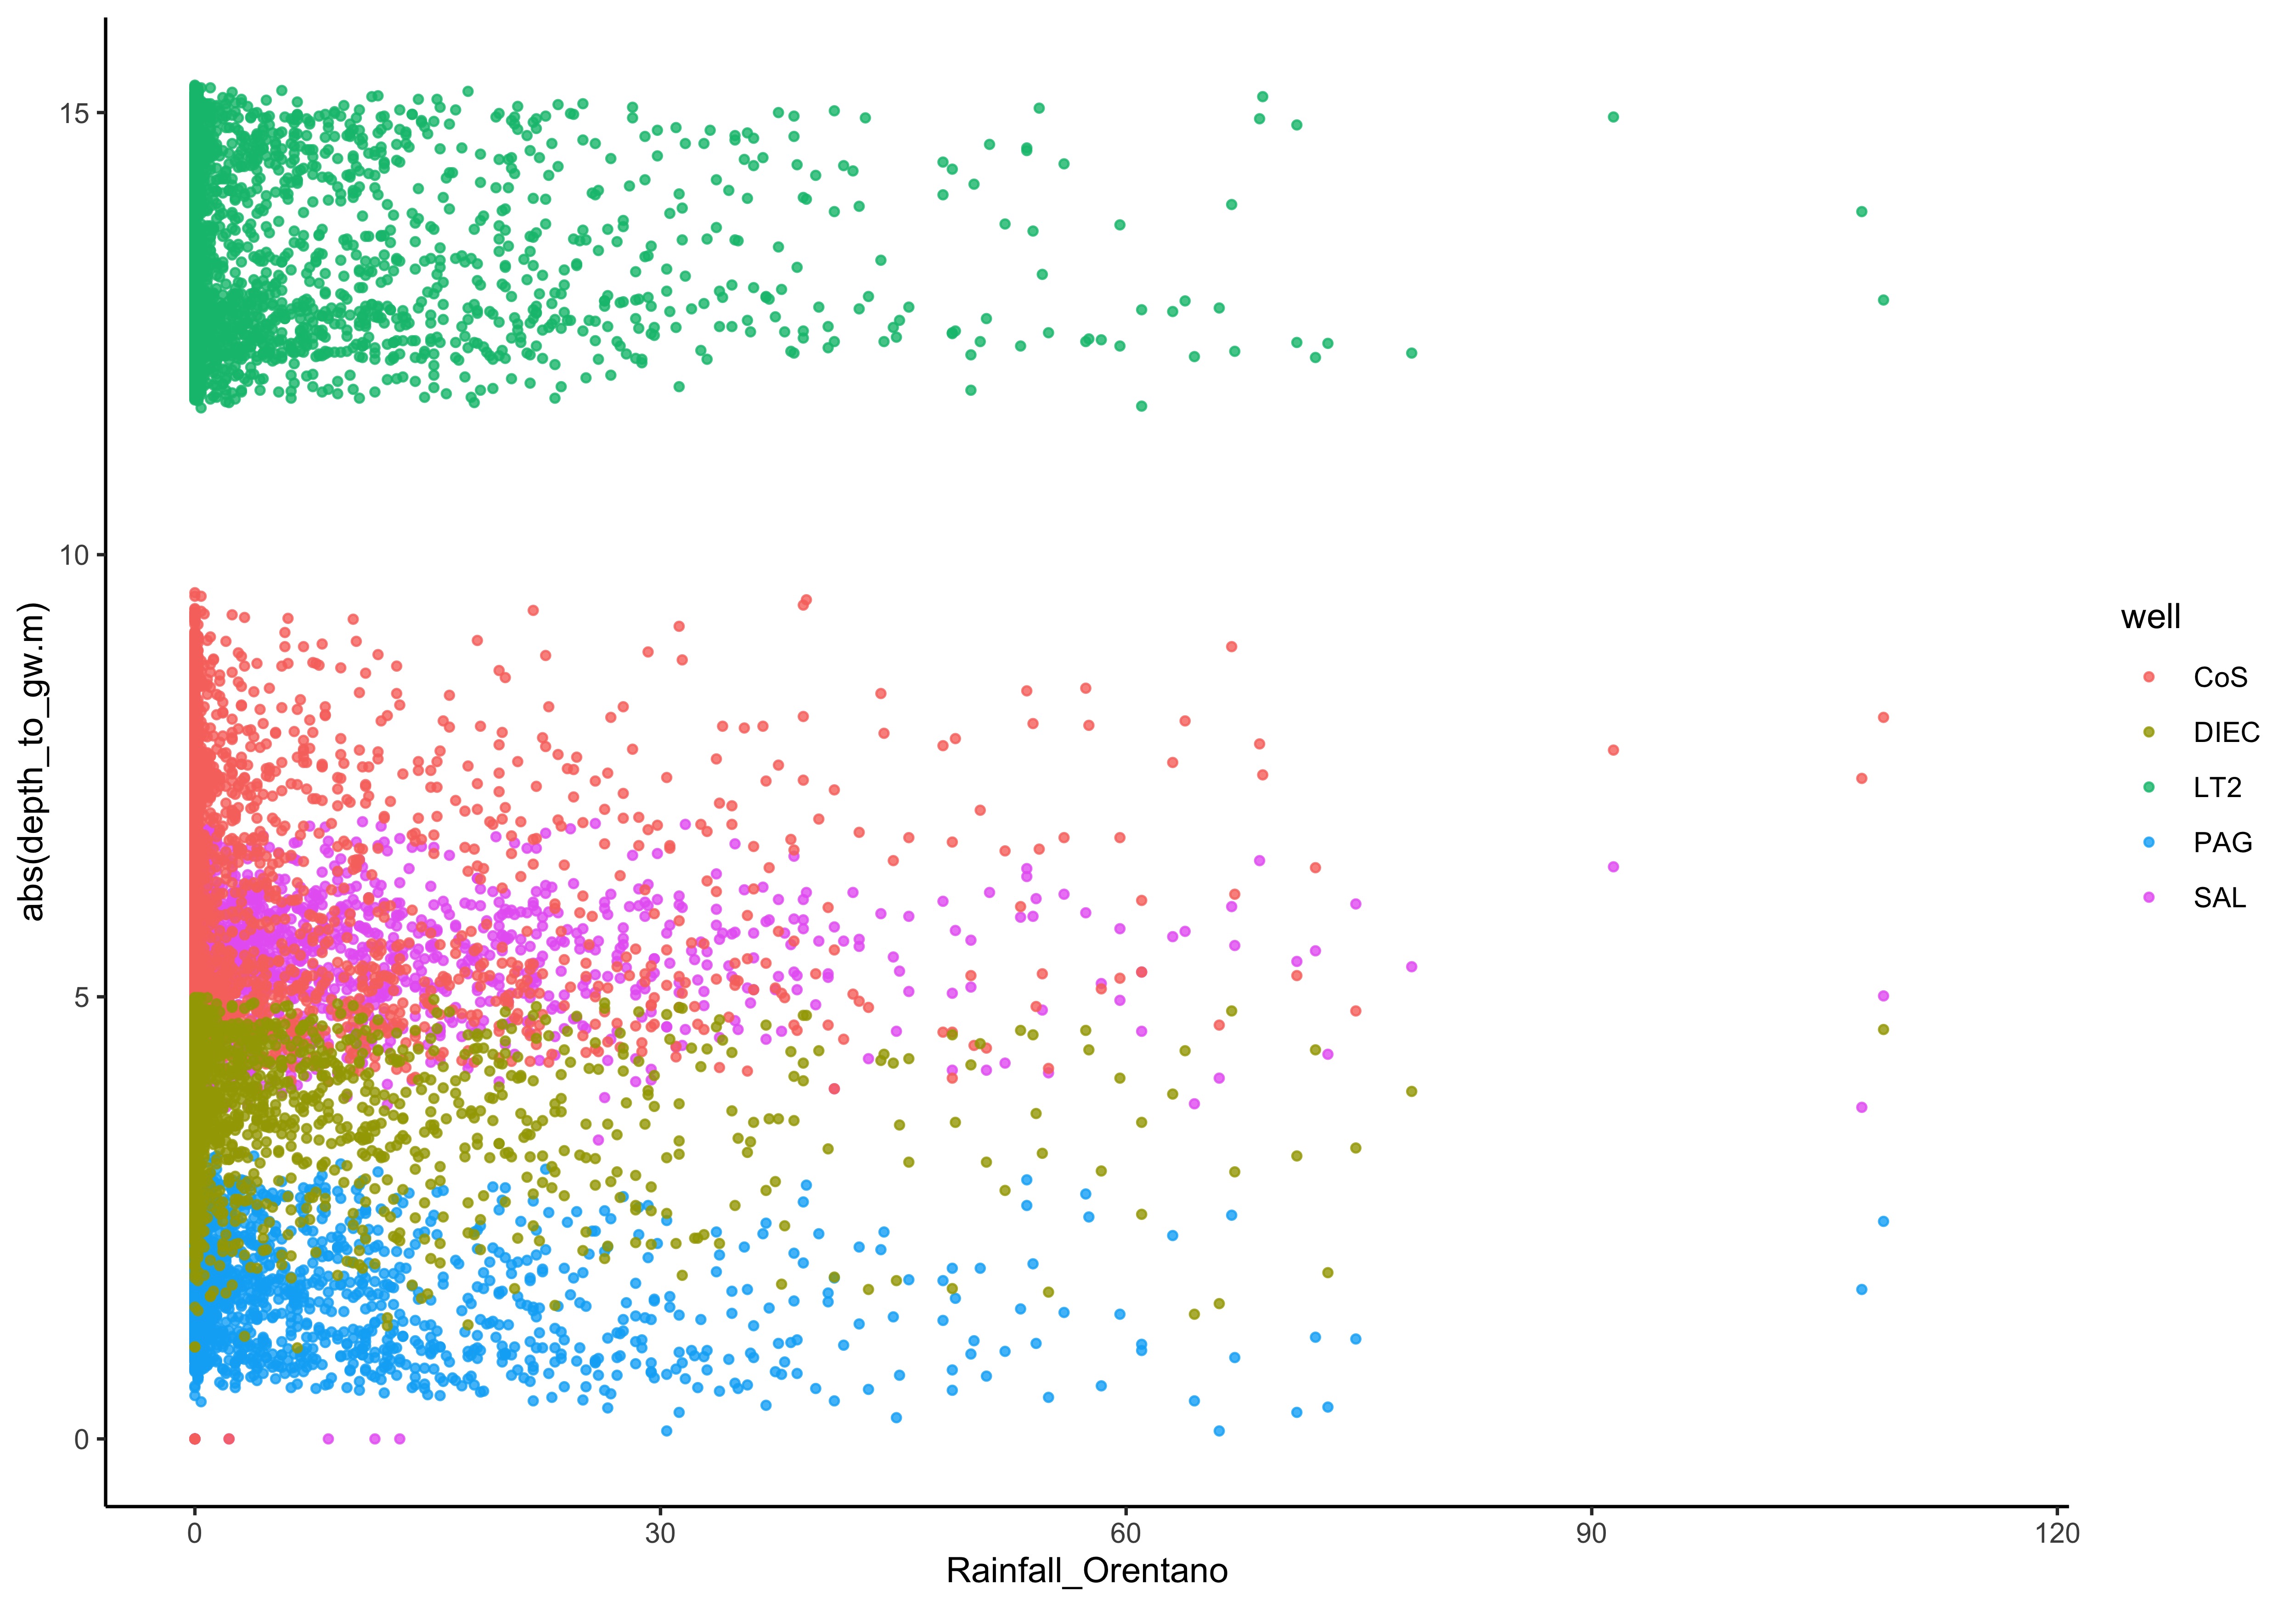 15
10
5
0
abs(depth_to_gw.m)
0 30 60 90 120
Rainfall_Orentano
well
CoS
DIEC
LT2
PAG
SAL